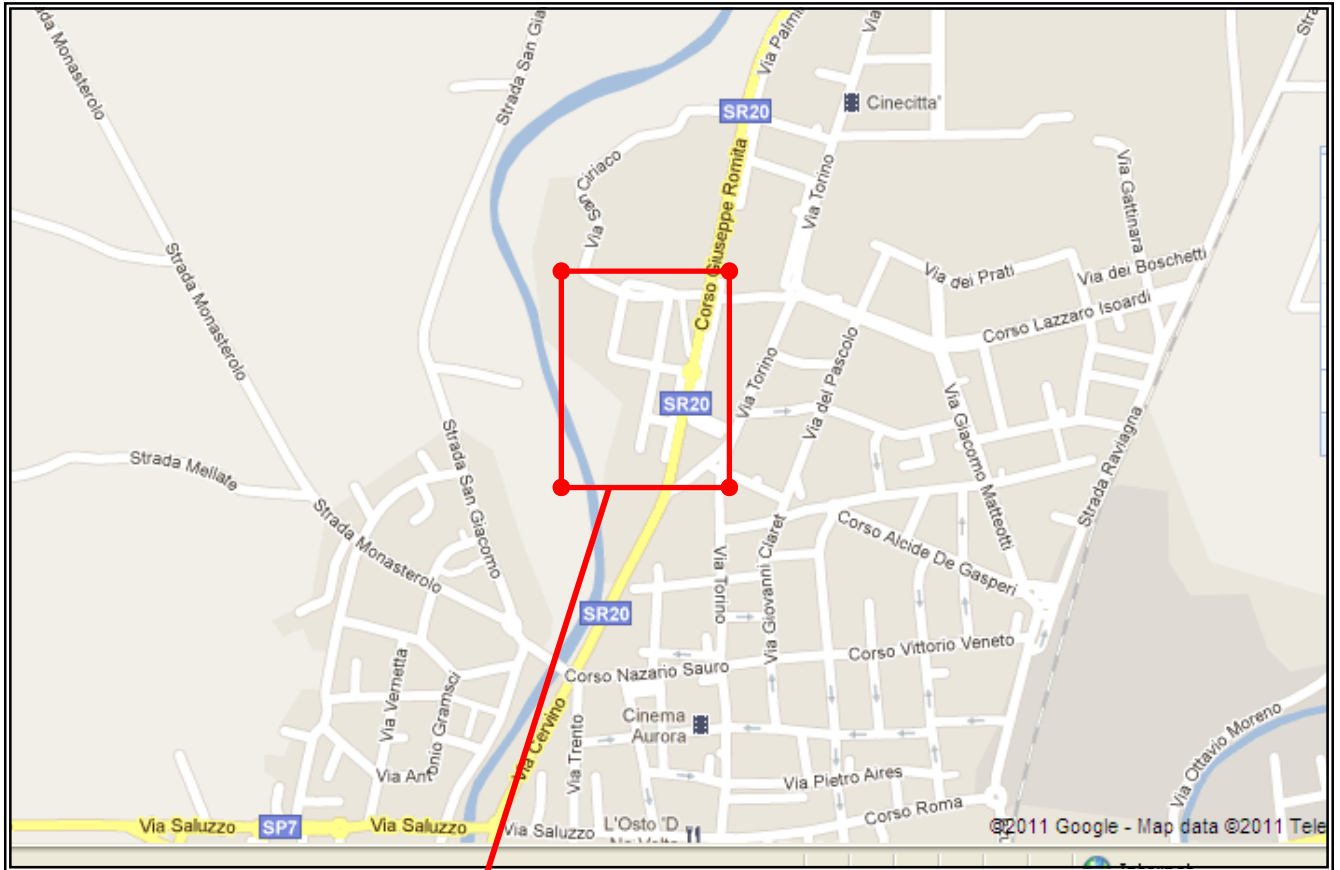 Strada Monasterolo
Strada San Gia
Via Palmi
Via
Stra
SR20
Cinecitta'
Via San Ciriaco
Corso Giuseppe Romita
Via Torino
Via Gattinara
Strada Monasterolo
Via dei Prati
Via dei Boschetti
Corso Lazzaro Isoardi
Via Torino
Via del Pascolo
SR20
Via Giacomo Matteotti
Strada Raviagna
Strada Mellate
Strada San Giacomo
Strada Monasterolo
Corso Alcide De Gasperi
Via Giovanni Claret
Via Torino
SR20
Corso Vittorio Veneto
Corso Nazario Sauro
Via Vernetta
Via Antonio Gramsci
Cinema
Aurora
Via Cervino
Via Trento
Via Ottavio Moreno
Via Pietro Aires
Corso Roma
Via Saluzzo
SP7
Via Saluzzo
Via Saluzzo
L'Osto 'D
©2011 Google - Map data ©2011 Tele
Internet